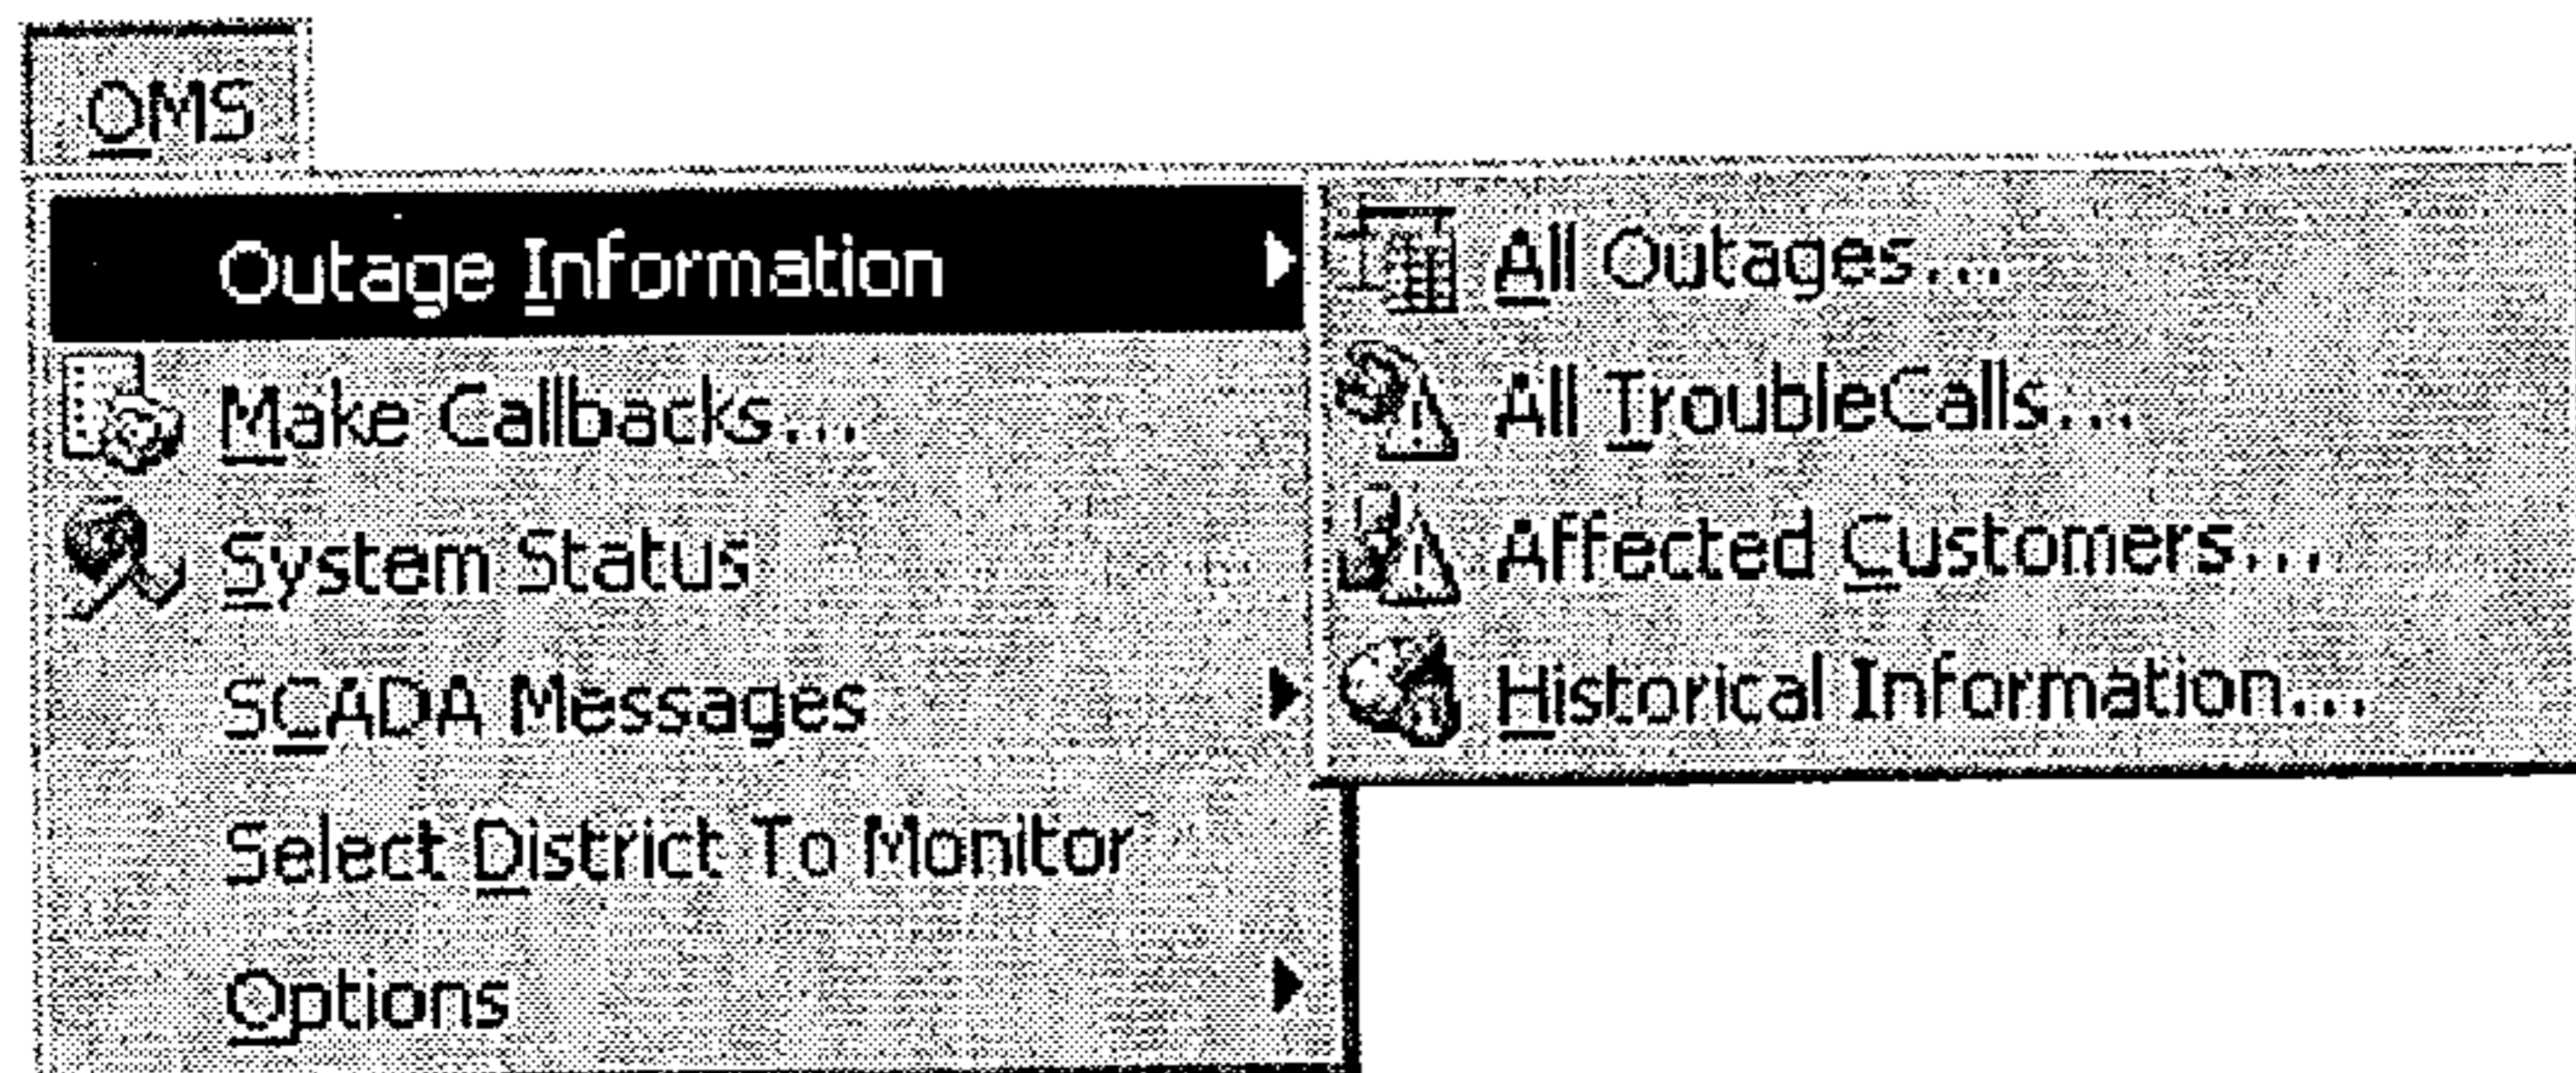 OMS
Outage Information
Make Callbacks...
System Status
SCADA Messages
Select District To Monitor
Options
All Outages...
All TroubleCalls...
Affected Customers...
Historical Information...